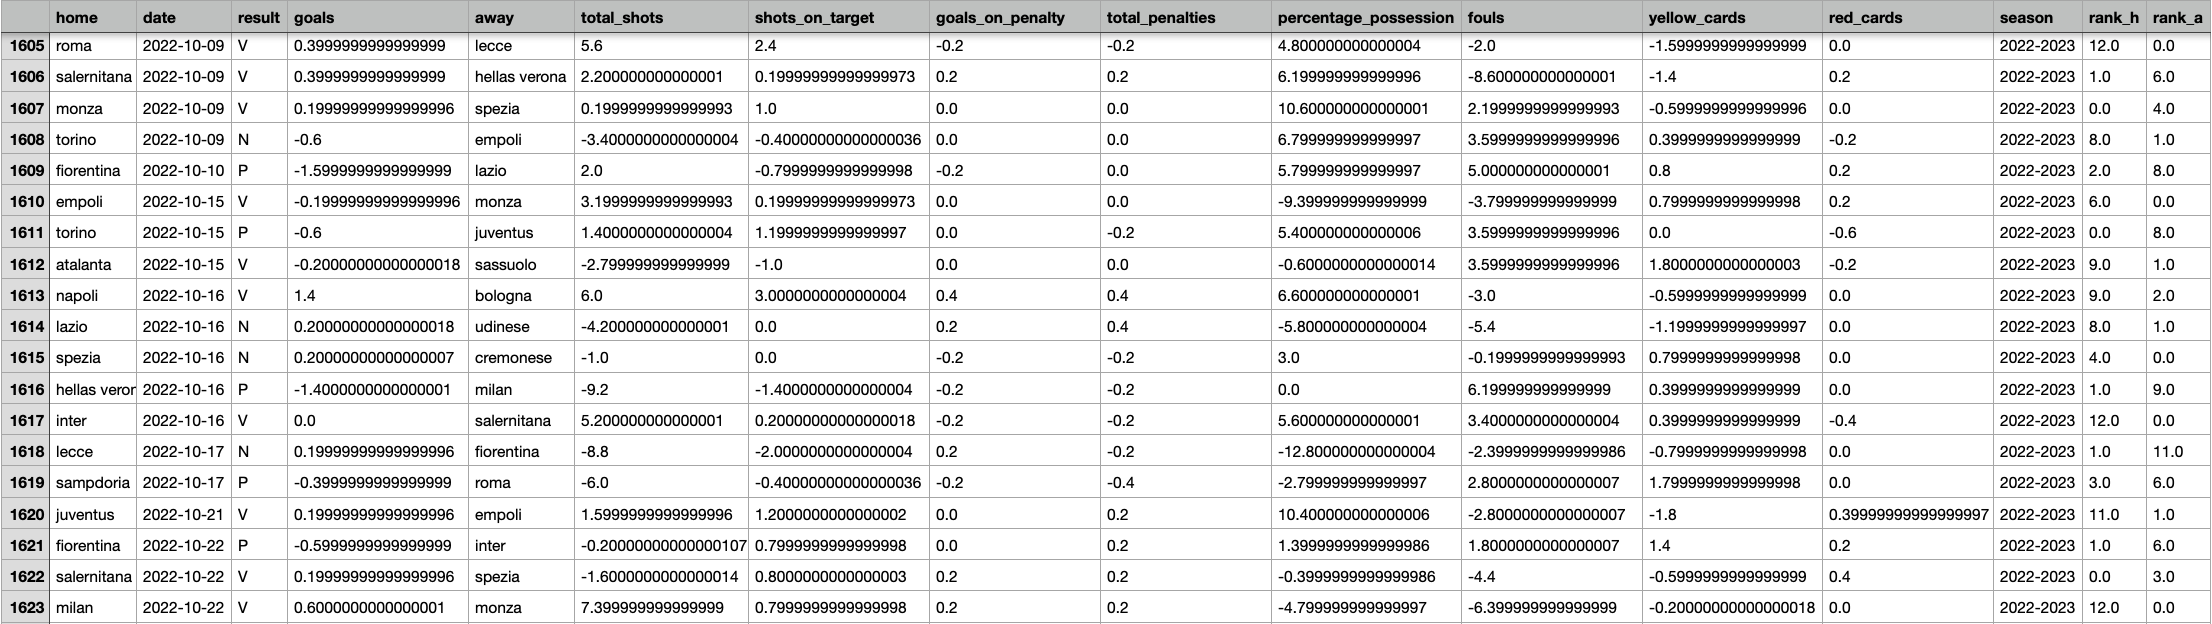 home date result goals away total_shots shots_on_target goals_on_penalty total_penalties percentage_possession fouls yellow_cards red_cards season rank_h rank_a
1605 roma 2022-10-09 V 0.3999999999999999 lecce 5.6 2.4 -0.2 -0.2 4.800000000000004 -2.0 -1.5999999999999999 0.0 2022-2023 12.0 0.0
1606 salernitana 2022-10-09 V 0.3999999999999999 hellas verona 2.200000000000001 0.19999999999999973 0.2 0.2 6.199999999999996 -8.600000000000001 -1.4 0.2 2022-2023 1.0 6.0
1607 monza 2022-10-09 V 0.19999999999999996 spezia 0.1999999999999993 1.0 0.0 0.0 10.600000000000001 2.1999999999999993 -0.5999999999999996 0.0 2022-2023 0.0 4.0
1608 torino 2022-10-09 N -0.6 empoli -3.4000000000000004 -0.40000000000000036 0.0 0.0 6.799999999999997 3.5999999999999996 0.3999999999999999 -0.2 2022-2023 8.0 1.0
1609 fiorentina 2022-10-10 P -1.5999999999999999 lazio 2.0 -0.7999999999999998 -0.2 0.0 5.799999999999997 5.000000000000001 0.8 0.2 2022-2023 2.0 8.0
1610 empoli 2022-10-15 V -0.19999999999999996 monza 3.1999999999999993 0.19999999999999973 0.0 0.0 -9.399999999999999 -3.799999999999999 0.7999999999999998 0.2 2022-2023 6.0 0.0
1611 torino 2022-10-15 P -0.6 juventus 1.4000000000000004 1.1999999999999997 0.0 -0.2 5.400000000000006 3.5999999999999996 0.0 -0.6 2022-2023 0.0 8.0
1612 atalanta 2022-10-15 V -0.20000000000000018 sassuolo -2.799999999999999 -1.0 0.0 0.0 -0.6000000000000014 3.5999999999999996 1.8000000000000003 -0.2 2022-2023 9.0 1.0
1613 napoli 2022-10-16 V 1.4 bologna 6.0 3.0000000000000004 0.4 0.4 6.600000000000001 -3.0 -0.5999999999999999 0.0 2022-2023 9.0 2.0
1614 lazio 2022-10-16 N 0.20000000000000018 udinese -4.200000000000001 0.0 0.2 0.4 -5.800000000000004 -5.4 -1.1999999999999997 0.0 2022-2023 8.0 1.0
1615 spezia 2022-10-16 N 0.20000000000000007 cremonese -1.0 0.0 -0.2 -0.2 3.0 -0.1999999999999993 0.7999999999999998 0.0 2022-2023 4.0 0.0
1616 hellas veror 2022-10-16 P -1.4000000000000001 milan -9.2 -1.4000000000000004 -0.2 -0.2 0.0 6.199999999999999 0.3999999999999999 0.0 2022-2023 1.0 9.0
1617 inter 2022-10-16 V 0.0 salernitana 5.200000000000001 0.20000000000000018 -0.2 -0.2 5.600000000000001 3.4000000000000004 0.3999999999999999 -0.4 2022-2023 12.0 0.0
1618 lecce 2022-10-17 N 0.19999999999999996 fiorentina -8.8 -2.0000000000000004 0.2 -0.2 -12.800000000000004 -2.3999999999999986 -0.7999999999999998 0.0 2022-2023 1.0 11.0
1619 sampdoria 2022-10-17 P -0.3999999999999999 roma -6.0 -0.40000000000000036 -0.2 -0.4 -2.799999999999997 2.8000000000000007 1.7999999999999998 0.0 2022-2023 3.0 6.0
1620 juventus 2022-10-21 V 0.19999999999999996 empoli 1.5999999999999996 1.2000000000000002 0.0 0.2 10.400000000000006 -2.8000000000000007 -1.8 0.39999999999999997 2022-2023 11.0 1.0
1621 fiorentina 2022-10-22 P -0.5999999999999999 inter -0.20000000000000107 0.7999999999999998 0.0 0.2 1.3999999999999986 1.8000000000000007 1.4 0.2 2022-2023 1.0 6.0
1622 salernitana 2022-10-22 V 0.19999999999999996 spezia -1.6000000000000014 0.8000000000000003 0.2 0.2 -0.3999999999999986 -4.4 -0.5999999999999999 0.4 2022-2023 0.0 3.0
1623 milan 2022-10-22 V 0.6000000000000001 monza 7.399999999999999 0.7999999999999998 0.2 0.2 -4.799999999999997 -6.399999999999999 -0.20000000000000018 0.0 2022-2023 12.0 0.0